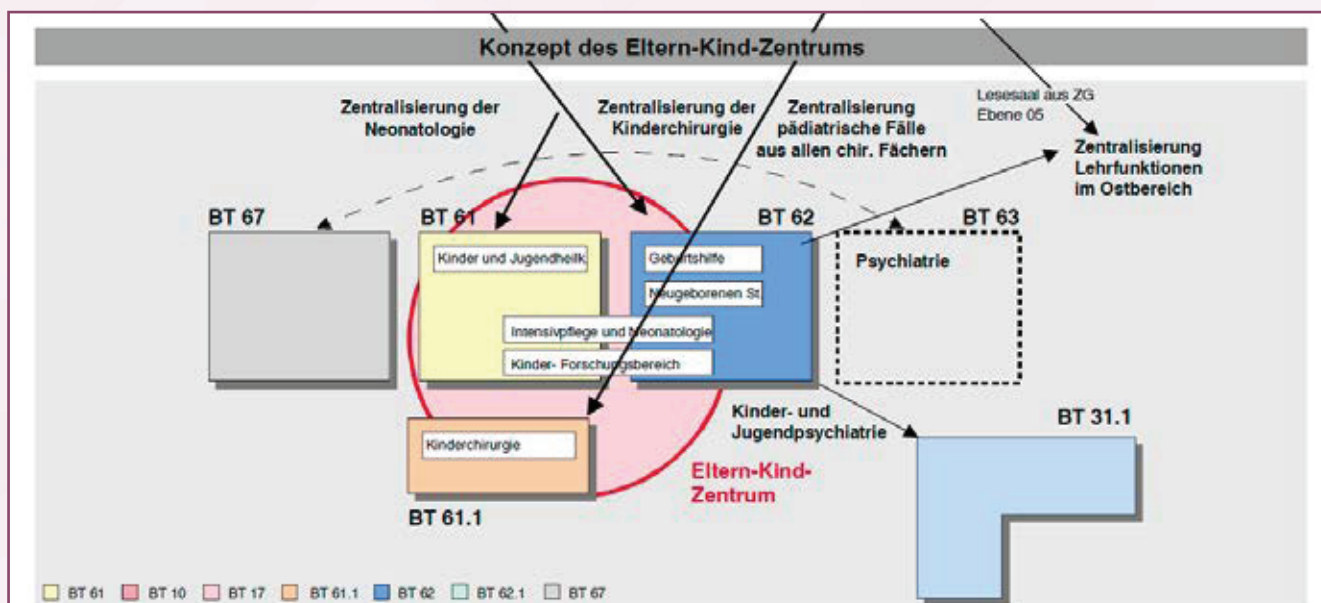 Konzept des Eltern-Kind-Zentrums
Zentralisierung der
Neonatologie
Zentralisierung der
Kinderchirurgie
Zentralisierung
pädiatrische Fälle
aus allen chir. Fächern
Lesesaal aus ZG
Ebene 05
Zentralisierung
Lehrfunktionen
im Ostbereich
BT 67
BT 61
BT 62
BT 63
Kinder und Jugendheilk.
Geburtshilfe
Neugeborenen St.
Psychiatrie
Intensivpflege und Neonatologie
Kinder- Forschungsbereich
Kinderchirurgie
BT 61.1
Kinder- und
Jugendpsychiatrie
BT 31.1
Eltern-Kind-
Zentrum
BT 61 BT 10 BT 17 BT 61.1 BT 62 BT 62.1 BT 67